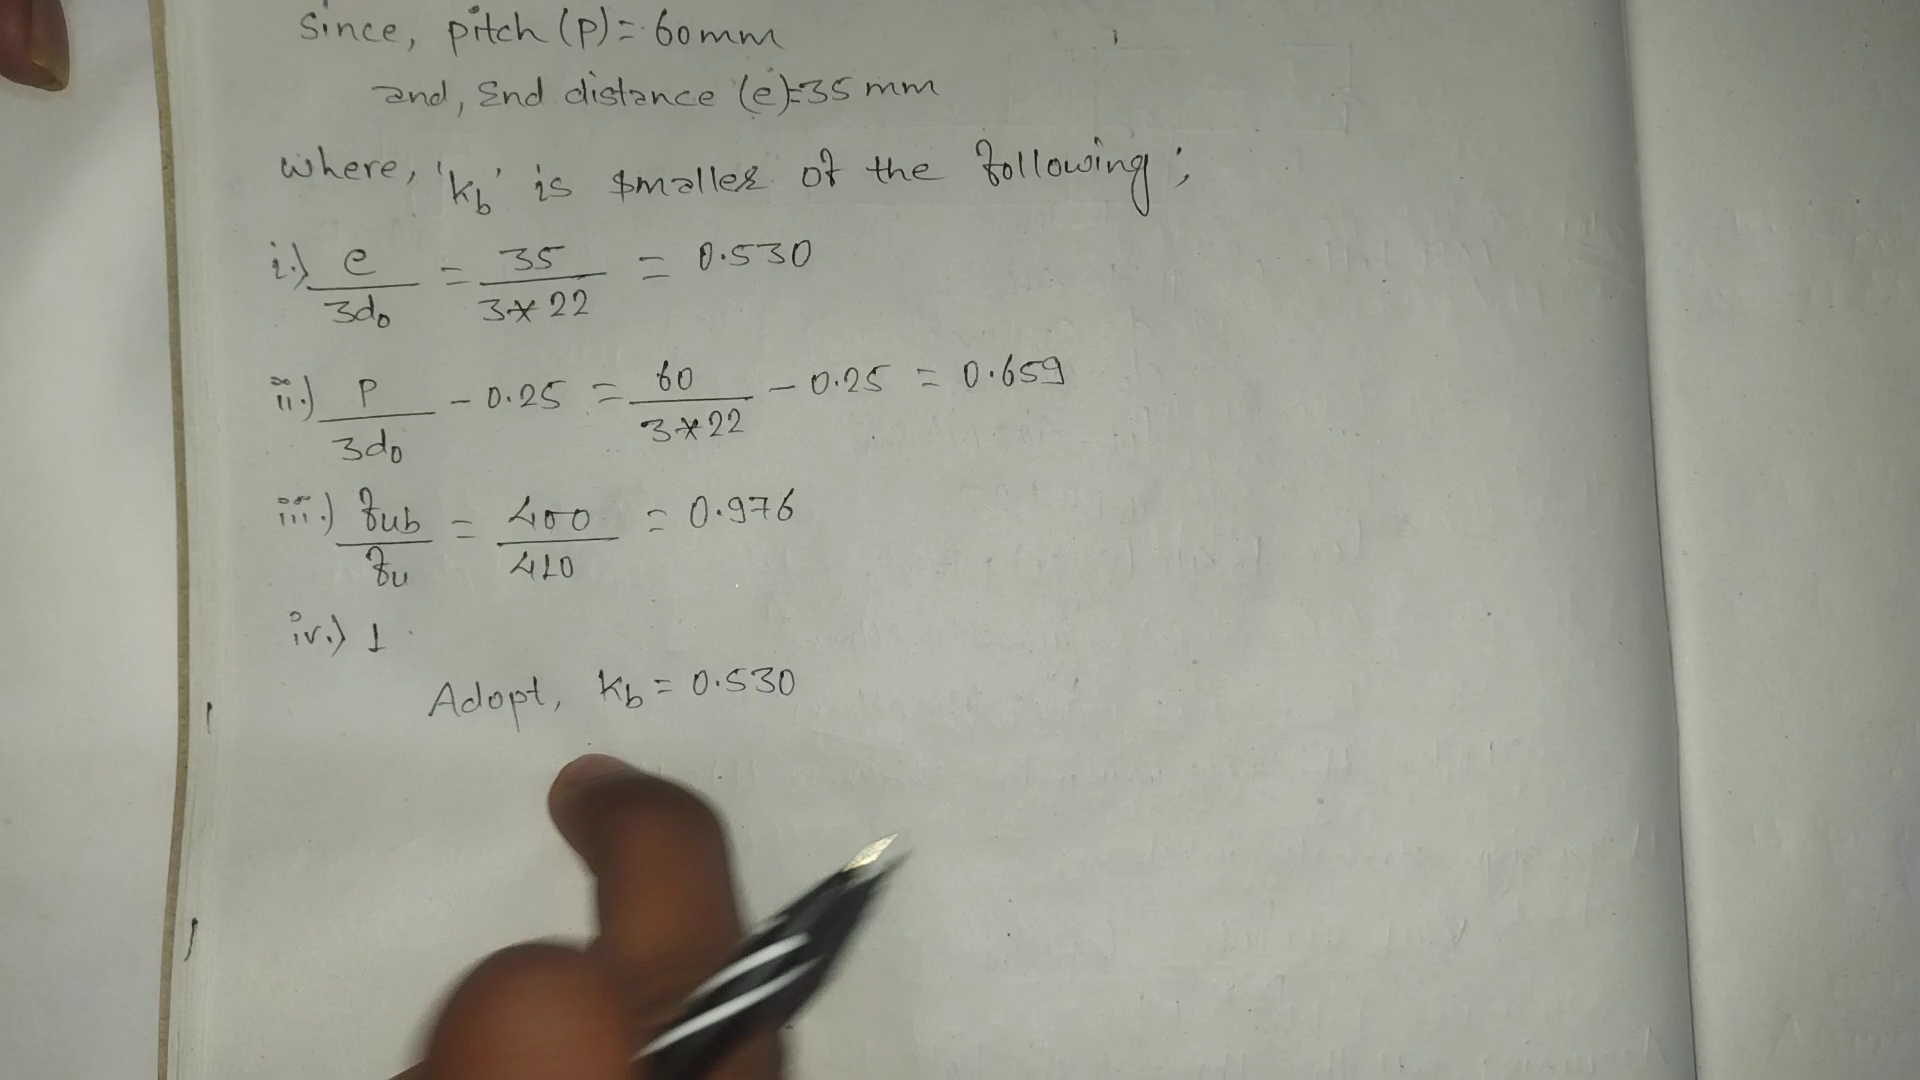 Since, pitch (p) = 60mm
and, End distance (e) = 35 mm
where, 'kb' is smaller of the following;
i.) e/3d0 = 35/3*22 = 0.530
ii.) p/3d0 - 0.25 = 60/3*22 - 0.25 = 0.659
iii.) fub/fu = 400/410 = 0.976
iv.) 1
Adopt, kb = 0.530